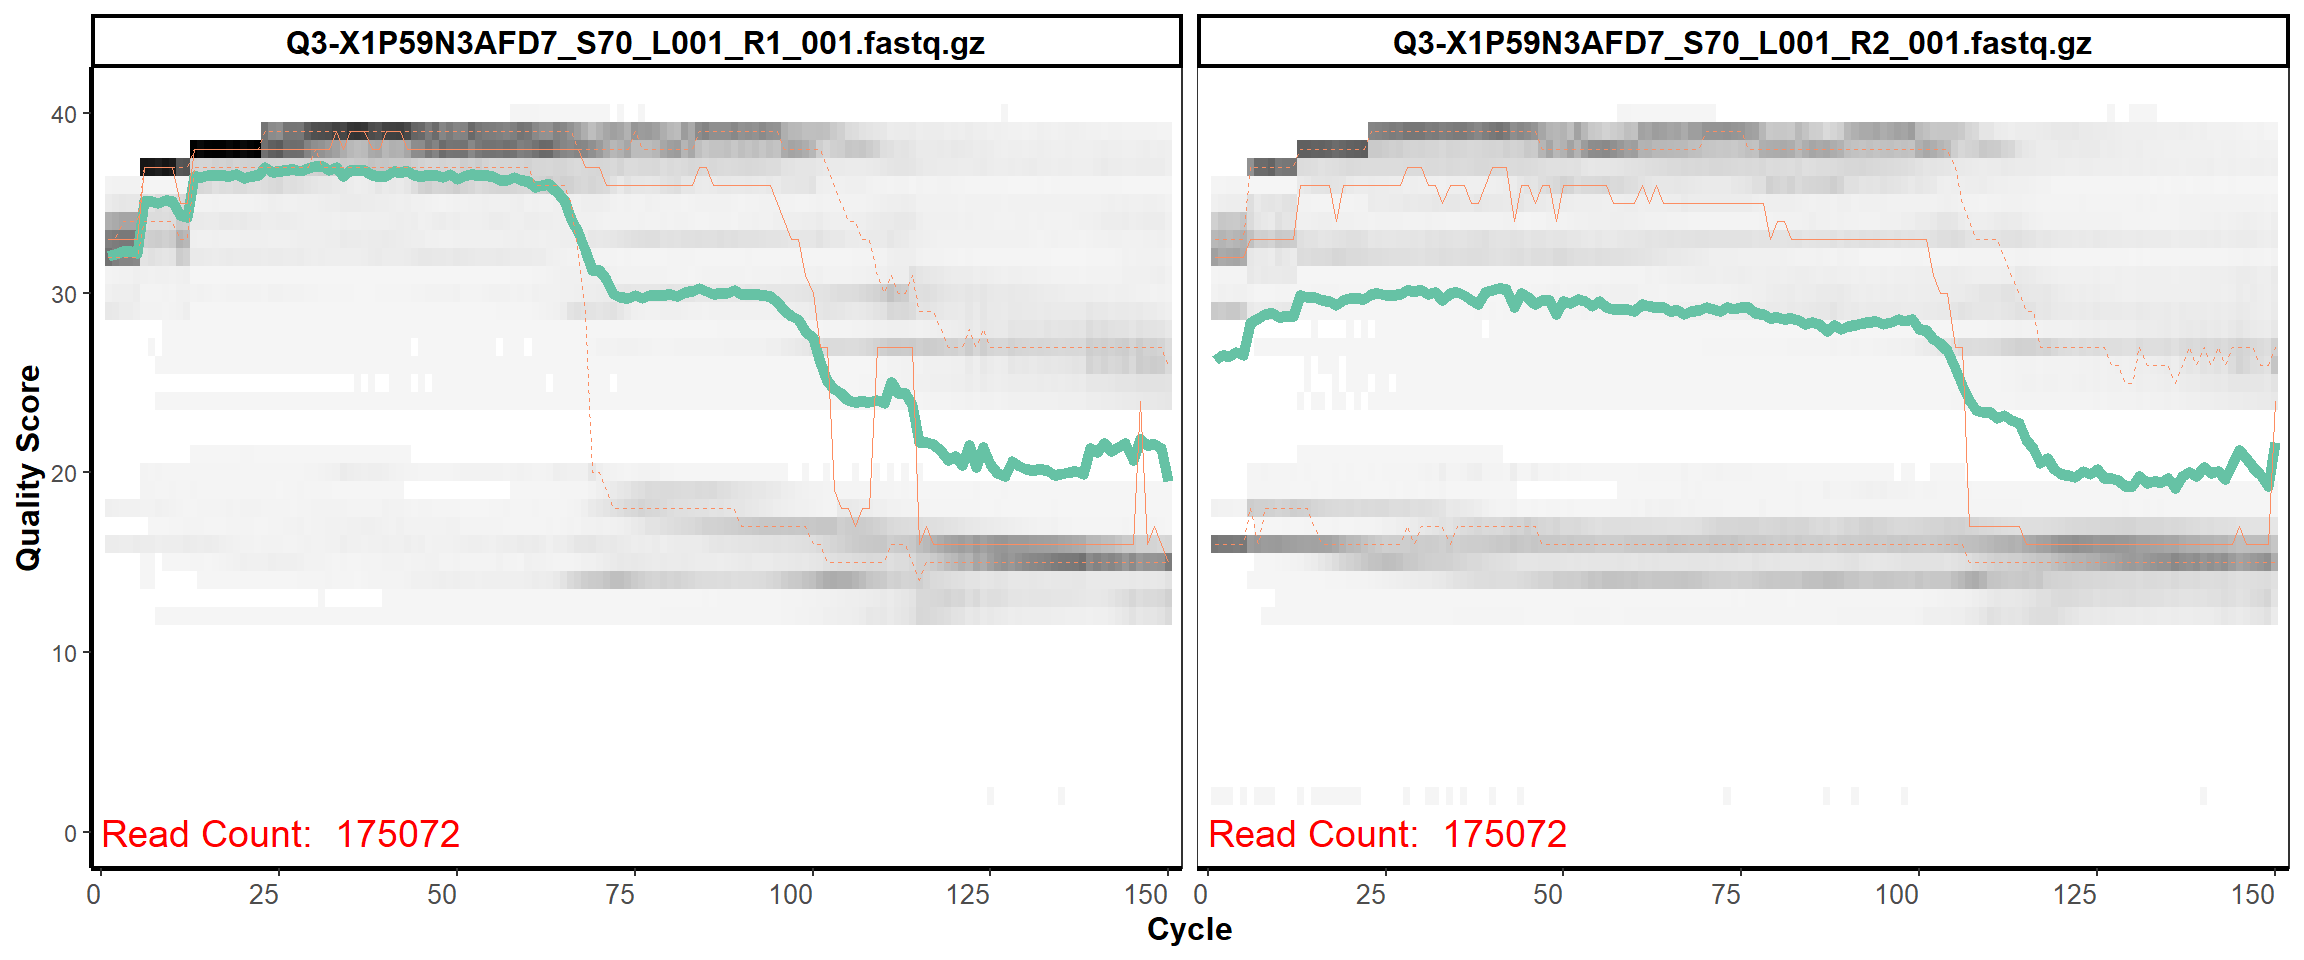 Q3-X1P59N3AFD7_S70_L001_R1_001.fastq.gz
Q3-X1P59N3AFD7_S70_L001_R2_001.fastq.gz
Quality Score
40
30
20
10
0
Read Count:  175072
Read Count:  175072
0 25 50 75 100 125 150
0 25 50 75 100 125 150
Cycle